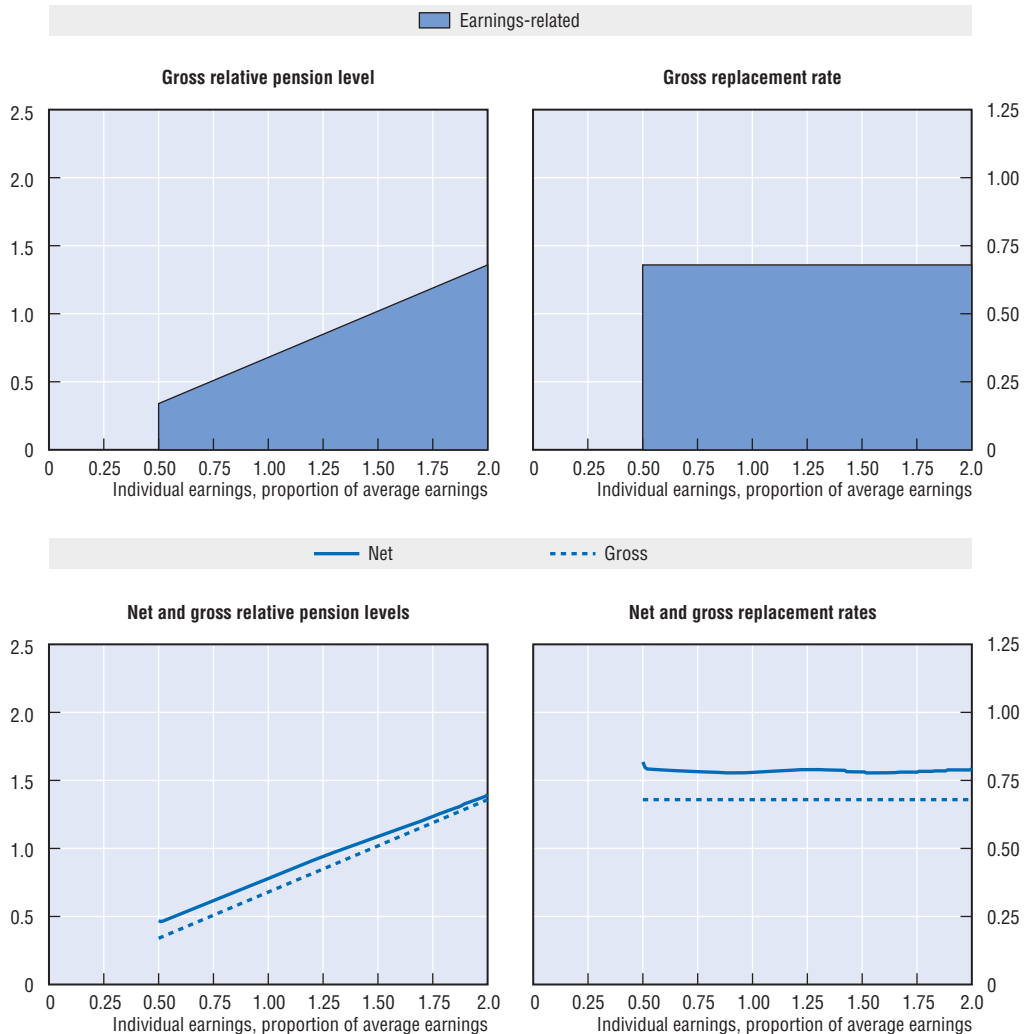 Earnings-related
Gross relative pension level
Gross replacement rate
2.5
2.0
1.5
1.0
0.5
0
1.25
1.00
0.75
0.50
0.25
0
0 0.25 0.50 0.75 1.00 1.25 1.50 1.75 2.0
0 0.25 0.50 0.75 1.00 1.25 1.50 1.75 2.0
Individual earnings, proportion of average earnings
Individual earnings, proportion of average earnings
Net Gross
Net and gross relative pension levels
Net and gross replacement rates
2.5
2.0
1.5
1.0
0.5
0
1.25
1.00
0.75
0.50
0.25
0
0 0.25 0.50 0.75 1.00 1.25 1.50 1.75 2.0
0 0.25 0.50 0.75 1.00 1.25 1.50 1.75 2.0
Individual earnings, proportion of average earnings
Individual earnings, proportion of average earnings